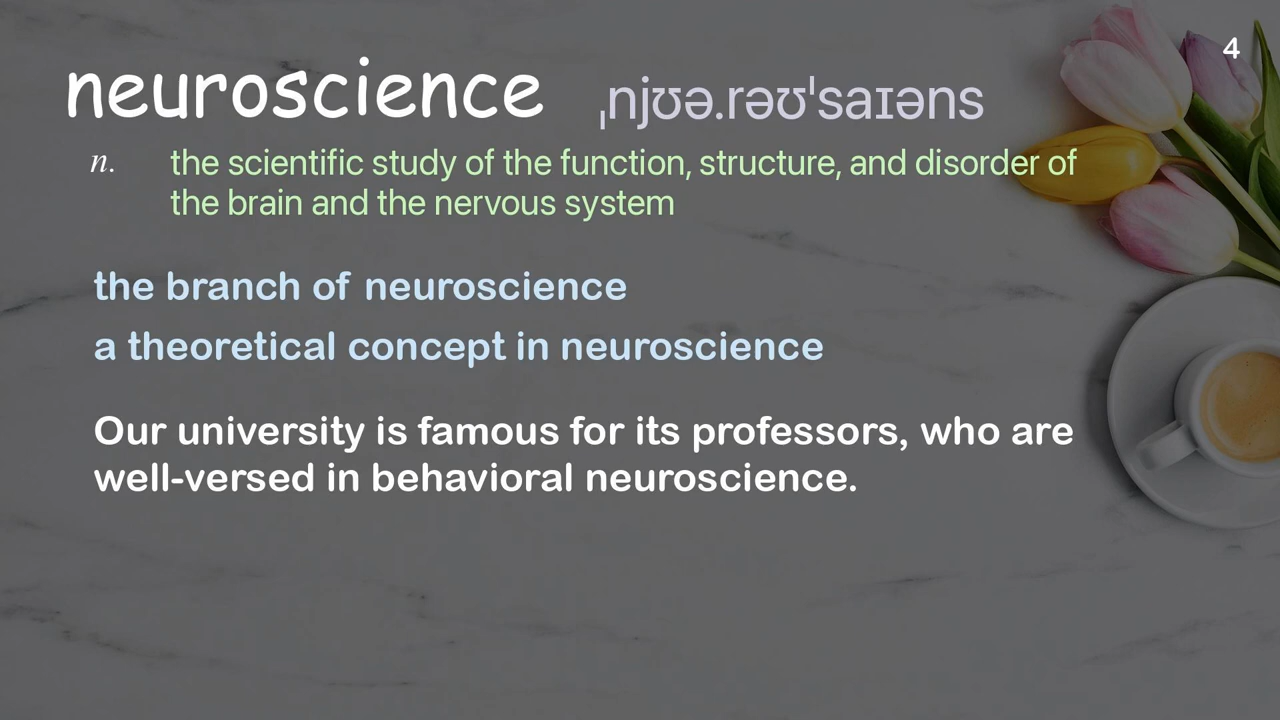 4
neuroscience ˌnjʊə.rəʊˈsaɪəns
n. the scientific study of the function, structure, and disorder of
the brain and the nervous system
the branch of neuroscience
a theoretical concept in neuroscience
Our university is famous for its professors, who are
well-versed in behavioral neuroscience.